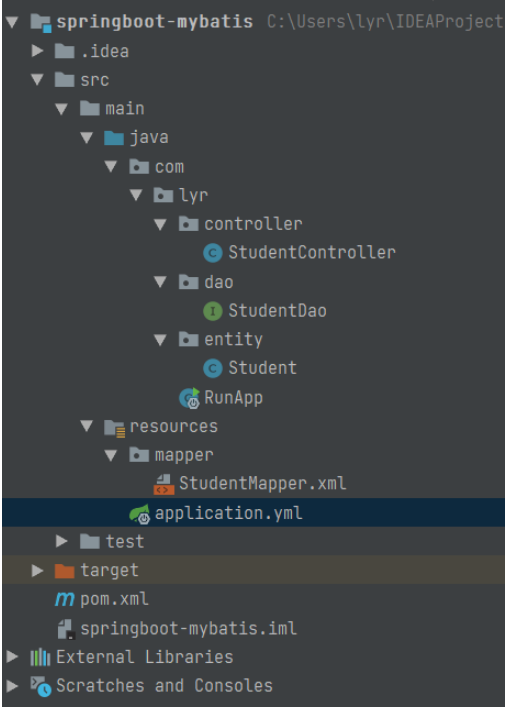 springboot-mybatis C:\Users\lyr\IDEAProject
.idea
src
main
java
com
lyr
controller
StudentController
dao
StudentDao
entity
Student
RunApp
resources
mapper
StudentMapper.xml
application.yml
test
target
pom.xml
springboot-mybatis.iml
External Libraries
Scratches and Consoles